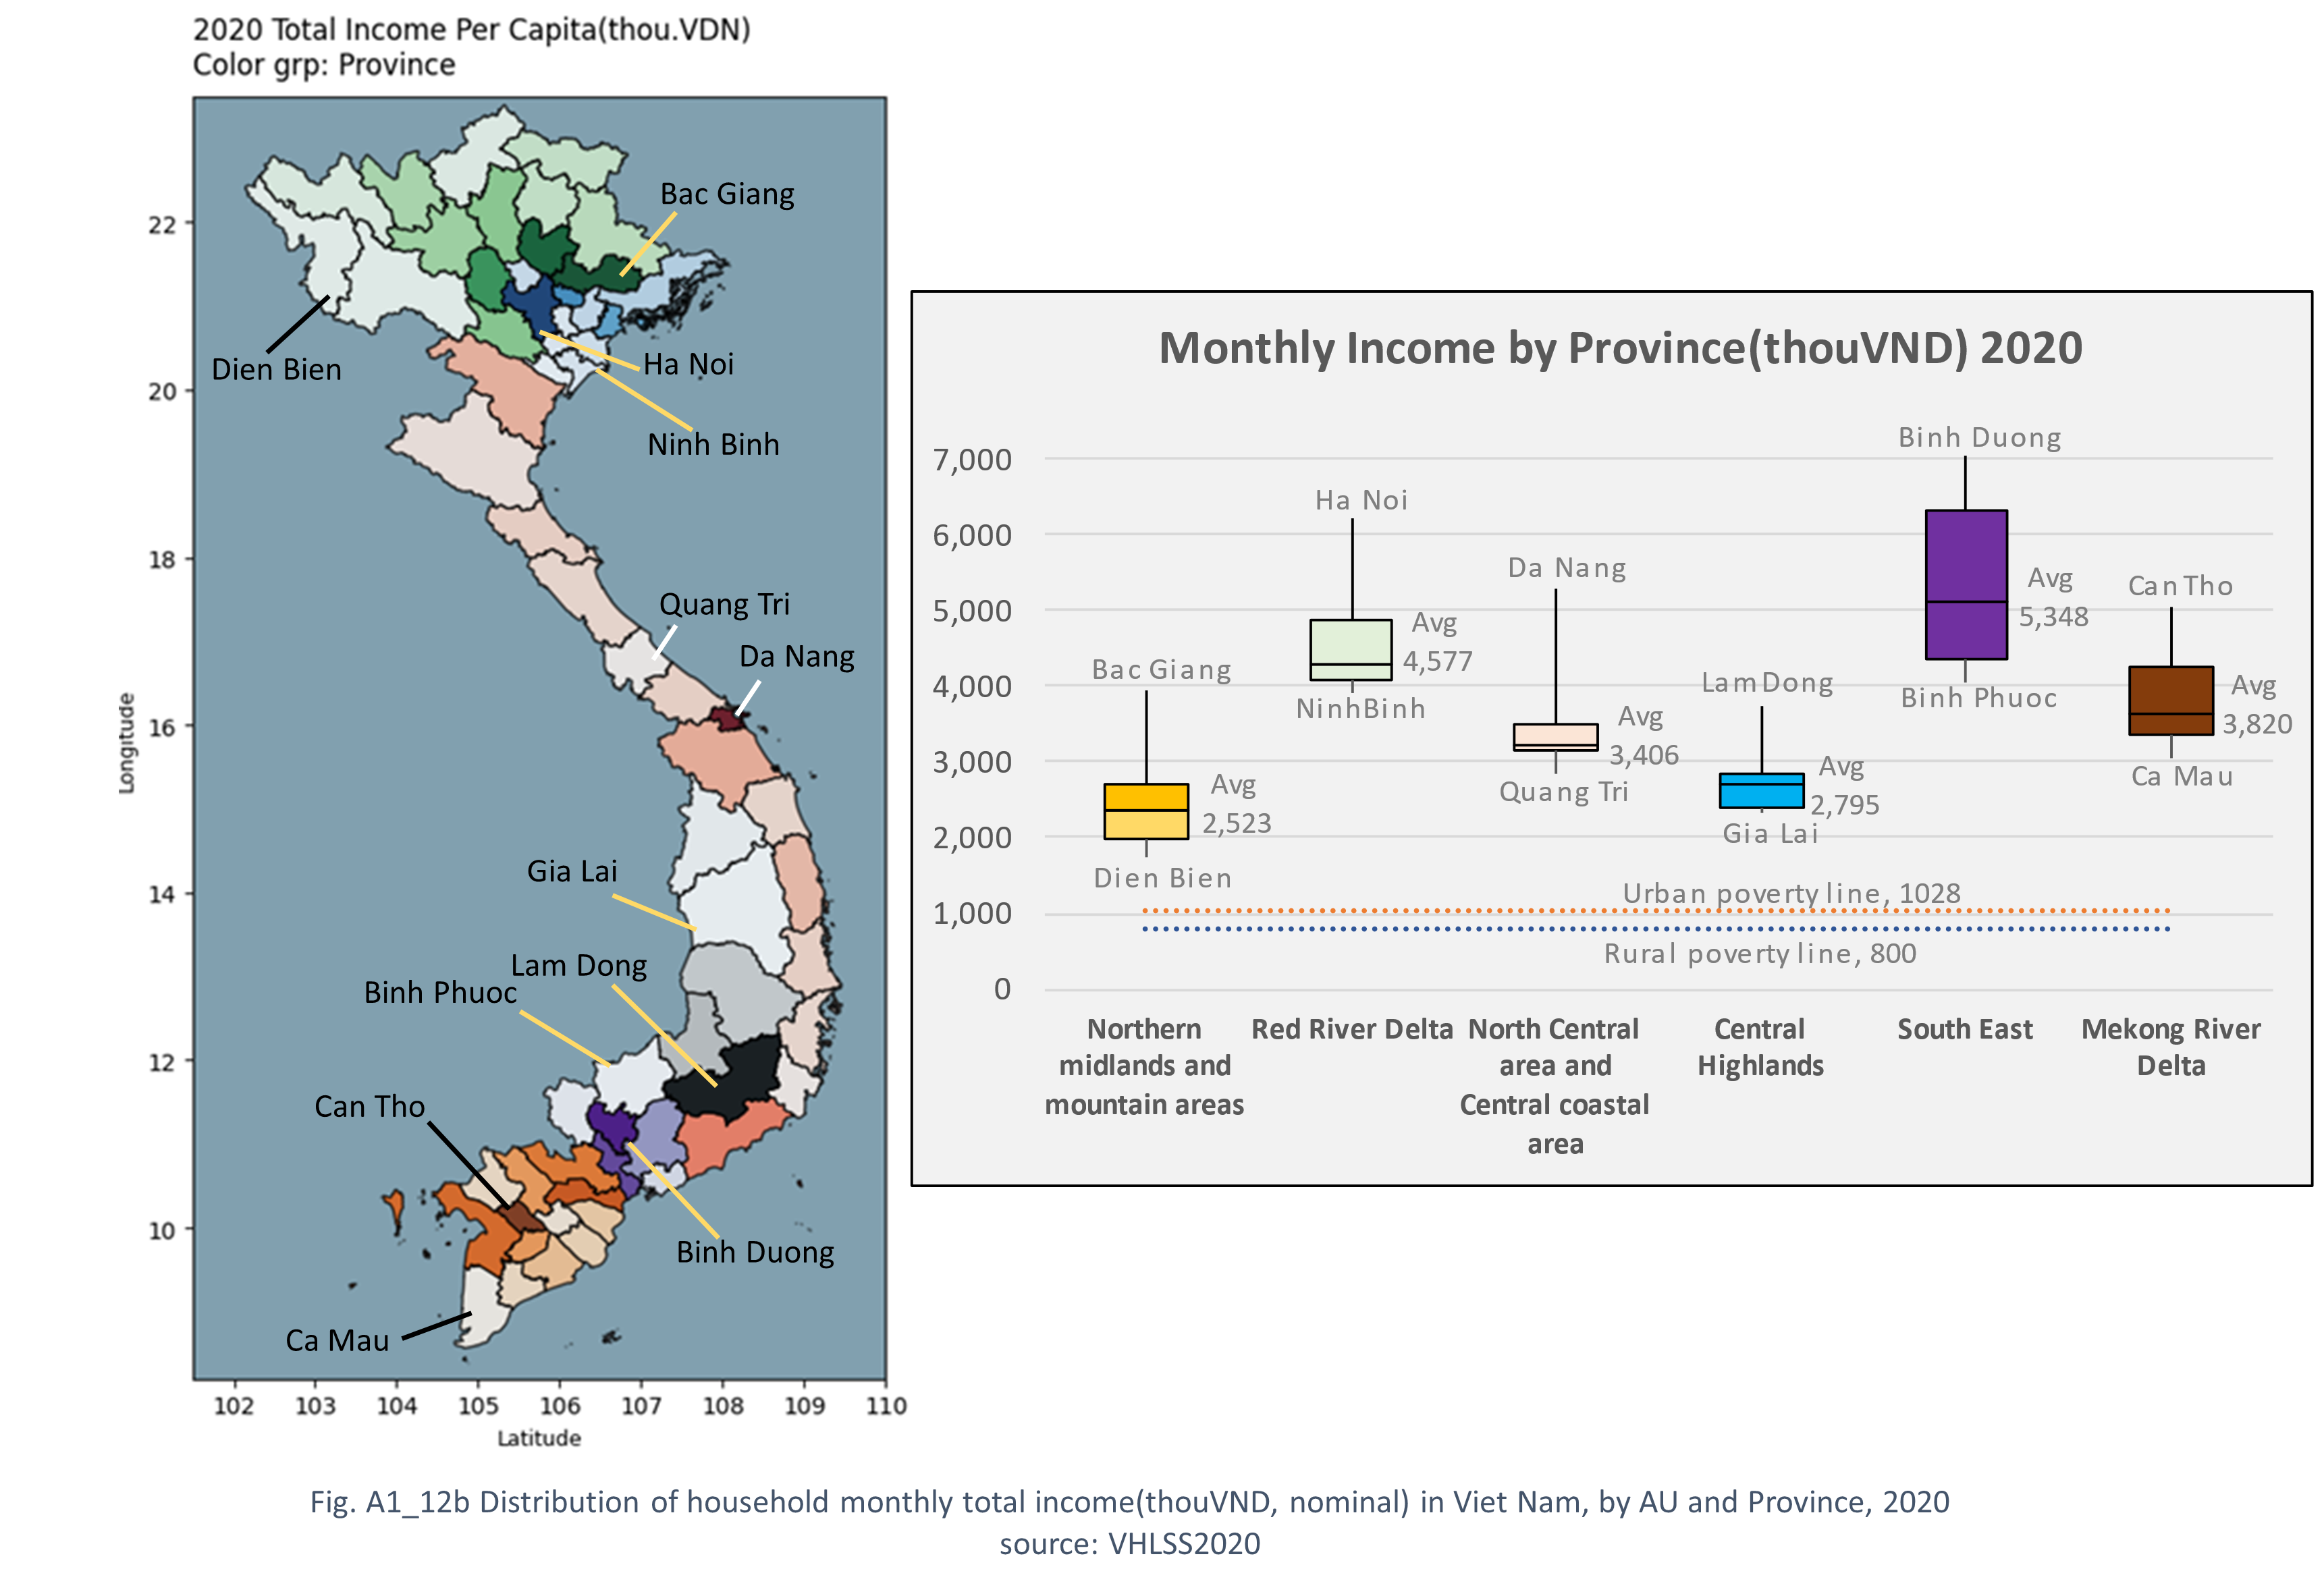 2020 Total Income Per Capita(thou.VDN)
Color grp: Province
22
20
18
16
14
12
10
Longitude
102 103 104 105 106 107 108 109 110
Latitude
Bac Giang
Dien Bien
Ha Noi
Ninh Binh
Quang Tri
Da Nang
Gia Lai
Lam Dong
Binh Phuoc
Can Tho
Binh Duong
Ca Mau
Monthly Income by Province(thouVND) 2020
7,000
6,000
5,000
4,000
3,000
2,000
1,000
0
Bac Giang
Avg
2,523
Dien Bien
Ha Noi
Avg
4,577
NinhBinh
Da Nang
Avg
3,406
Quang Tri
Lam Dong
Avg
2,795
Gia Lai
Binh Duong
Avg
5,348
Binh Phuoc
Can Tho
Avg
3,820
Ca Mau
Urban poverty line, 1028
Rural poverty line, 800
Northern
midlands and
mountain areas
Red River Delta
North Central
area and
Central coastal
area
Central
Highlands
South East
Mekong River
Delta
Fig. A1_12b Distribution of household monthly total income(thouVND, nominal) in Viet Nam, by AU and Province, 2020
source: VHLSS2020